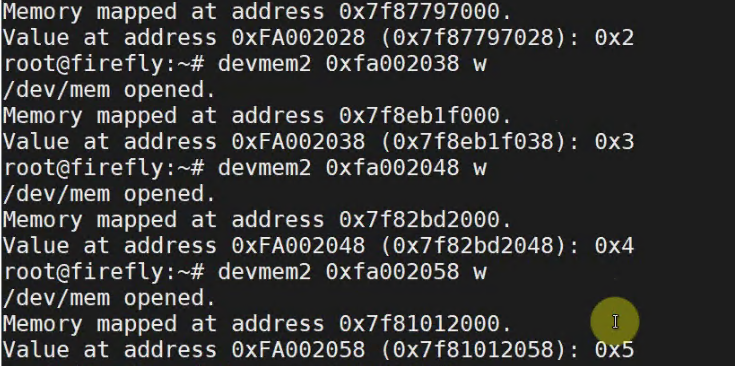 Memory mapped at address 0x7f87797000.
Value at address 0xFA002028 (0x7f87797028): 0x2
root@firefly:~# devmem2 0xfa002038 w
/dev/mem opened.
Memory mapped at address 0x7f8eb1f000.
Value at address 0xFA002038 (0x7f8eb1f038): 0x3
root@firefly:~# devmem2 0xfa002048 w
/dev/mem opened.
Memory mapped at address 0x7f82bd2000.
Value at address 0xFA002048 (0x7f82bd2048): 0x4
root@firefly:~# devmem2 0xfa002058 w
/dev/mem opened.
Memory mapped at address 0x7f81012000.
Value at address 0xFA002058 (0x7f81012058): 0x5